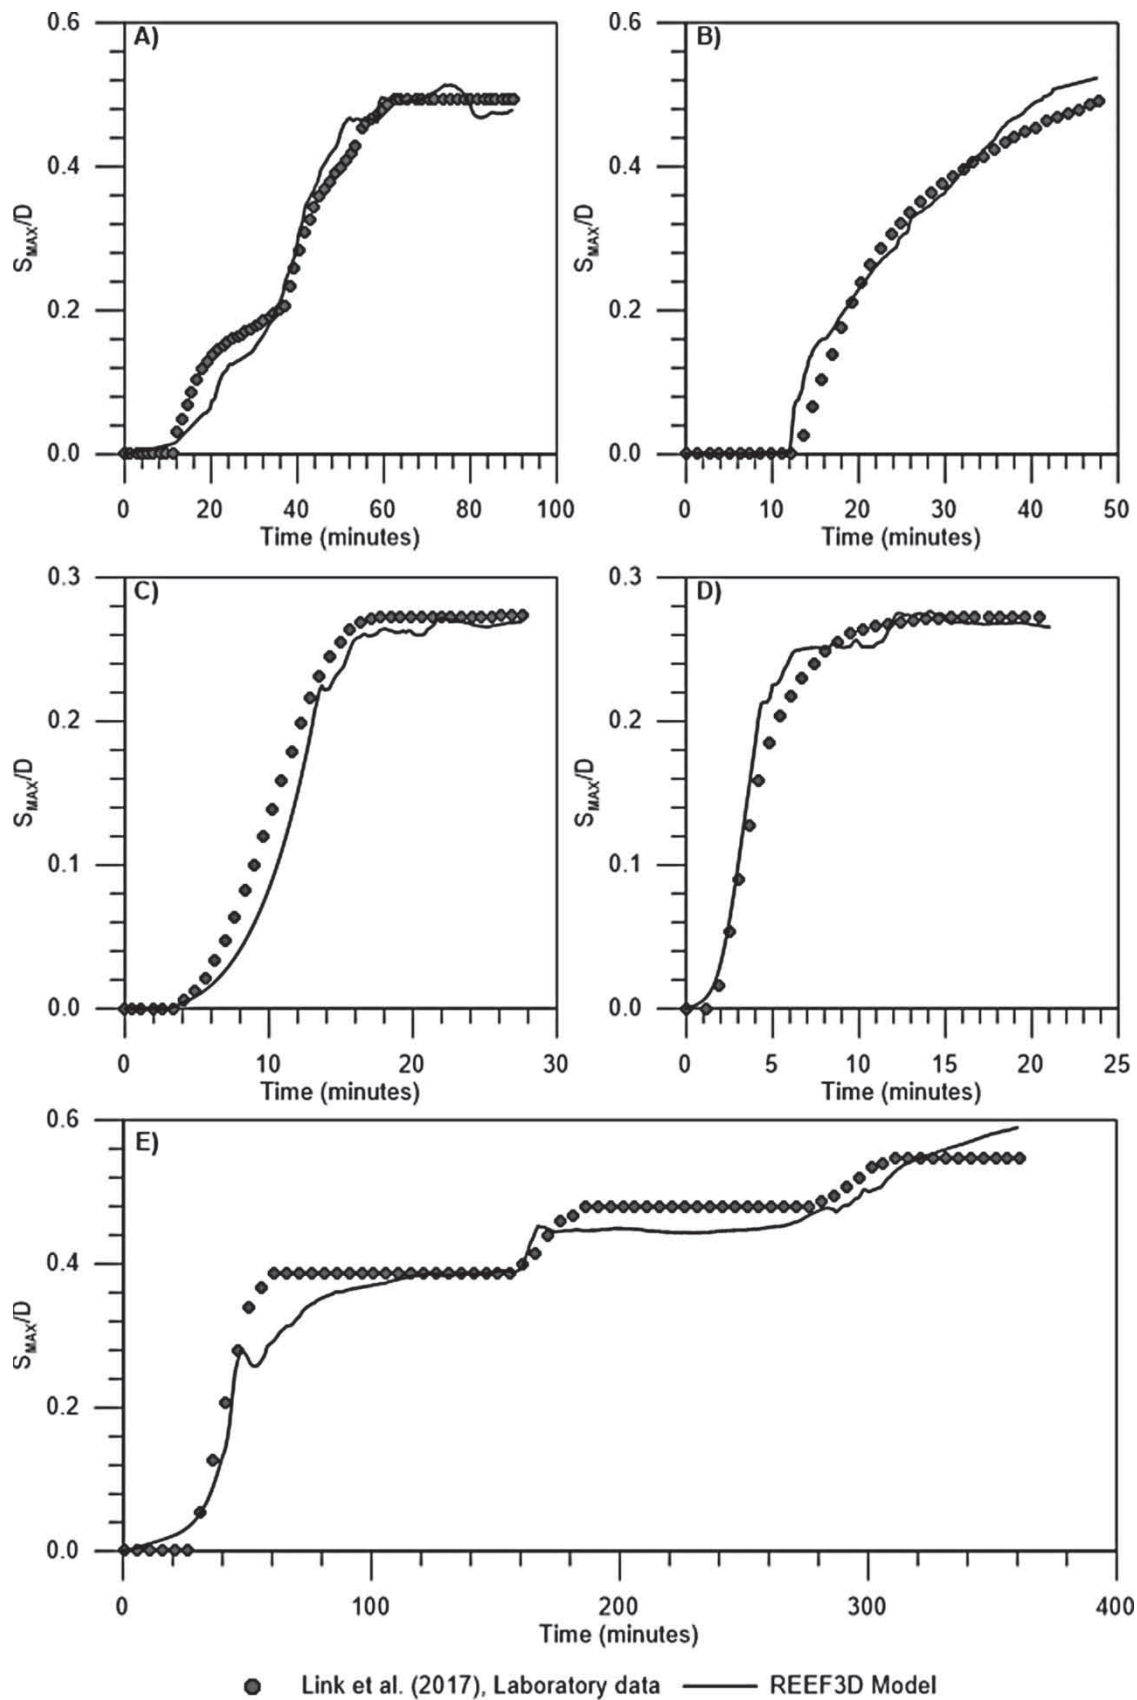 A)
0.6
0.4
0.2
0.0
S_MAX/D
0 20 40 60 80 100
Time (minutes)
B)
0.6
0.4
0.2
0.0
S_MAX/D
0 10 20 30 40 50
Time (minutes)
C)
0.3
0.2
0.1
0.0
S_MAX/D
0 10 20 30
Time (minutes)
D)
0.3
0.2
0.1
0.0
S_MAX/D
0 5 10 15 20 25
Time (minutes)
E)
0.6
0.4
0.2
0.0
S_MAX/D
0 100 200 300 400
Time (minutes)
Link et al. (2017), Laboratory data REEF3D Model